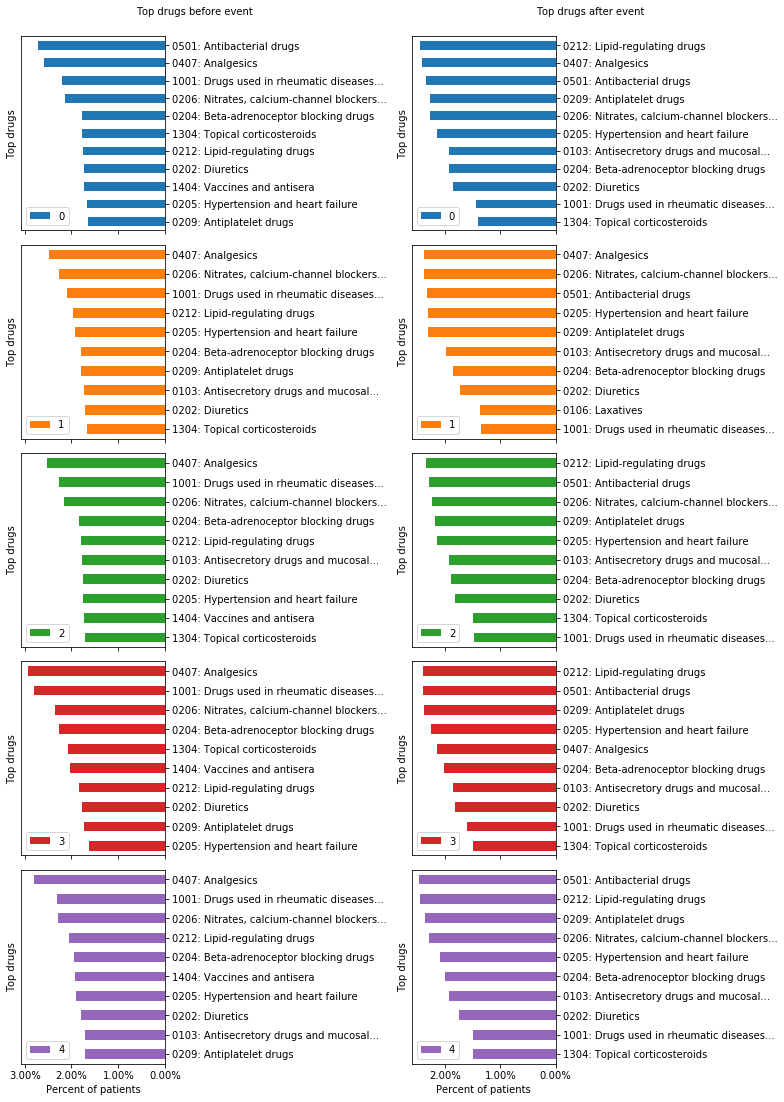 Top drugs before event
Top drugs
0501: Antibacterial drugs
0407: Analgesics
1001: Drugs used in rheumatic diseases...
0206: Nitrates, calcium-channel blockers...
0204: Beta-adrenoceptor blocking drugs
1304: Topical corticosteroids
0212: Lipid-regulating drugs
0202: Diuretics
1404: Vaccines and antisera
0205: Hypertension and heart failure
0209: Antiplatelet drugs
0
Top drugs
0407: Analgesics
0206: Nitrates, calcium-channel blockers...
1001: Drugs used in rheumatic diseases...
0212: Lipid-regulating drugs
0205: Hypertension and heart failure
0204: Beta-adrenoceptor blocking drugs
0209: Antiplatelet drugs
0103: Antisecretory drugs and mucosal...
0202: Diuretics
1304: Topical corticosteroids
1
Top drugs
0407: Analgesics
1001: Drugs used in rheumatic diseases...
0206: Nitrates, calcium-channel blockers...
0204: Beta-adrenoceptor blocking drugs
0212: Lipid-regulating drugs
0103: Antisecretory drugs and mucosal...
0202: Diuretics
0205: Hypertension and heart failure
1404: Vaccines and antisera
1304: Topical corticosteroids
2
Top drugs
0407: Analgesics
1001: Drugs used in rheumatic diseases...
0206: Nitrates, calcium-channel blockers...
0204: Beta-adrenoceptor blocking drugs
1304: Topical corticosteroids
1404: Vaccines and antisera
0212: Lipid-regulating drugs
0202: Diuretics
0209: Antiplatelet drugs
0205: Hypertension and heart failure
3
Top drugs
0407: Analgesics
1001: Drugs used in rheumatic diseases...
0206: Nitrates, calcium-channel blockers...
0212: Lipid-regulating drugs
0204: Beta-adrenoceptor blocking drugs
1404: Vaccines and antisera
0205: Hypertension and heart failure
0202: Diuretics
0103: Antisecretory drugs and mucosal...
0209: Antiplatelet drugs
4
3.00% 2.00% 1.00% 0.00%
Percent of patients
Top drugs after event
Top drugs
0212: Lipid-regulating drugs
0407: Analgesics
0501: Antibacterial drugs
0209: Antiplatelet drugs
0206: Nitrates, calcium-channel blockers...
0205: Hypertension and heart failure
0103: Antisecretory drugs and mucosal...
0204: Beta-adrenoceptor blocking drugs
0202: Diuretics
1001: Drugs used in rheumatic diseases...
1304: Topical corticosteroids
0
Top drugs
0407: Analgesics
0206: Nitrates, calcium-channel blockers...
0501: Antibacterial drugs
0205: Hypertension and heart failure
0209: Antiplatelet drugs
0103: Antisecretory drugs and mucosal...
0204: Beta-adrenoceptor blocking drugs
0202: Diuretics
0106: Laxatives
1001: Drugs used in rheumatic diseases...
1
Top drugs
0212: Lipid-regulating drugs
0501: Antibacterial drugs
0206: Nitrates, calcium-channel blockers...
0209: Antiplatelet drugs
0205: Hypertension and heart failure
0103: Antisecretory drugs and mucosal...
0204: Beta-adrenoceptor blocking drugs
0202: Diuretics
1304: Topical corticosteroids
1001: Drugs used in rheumatic diseases...
2
Top drugs
0212: Lipid-regulating drugs
0501: Antibacterial drugs
0209: Antiplatelet drugs
0205: Hypertension and heart failure
0407: Analgesics
0204: Beta-adrenoceptor blocking drugs
0103: Antisecretory drugs and mucosal...
0202: Diuretics
1001: Drugs used in rheumatic diseases...
1304: Topical corticosteroids
3
Top drugs
0501: Antibacterial drugs
0212: Lipid-regulating drugs
0209: Antiplatelet drugs
0206: Nitrates, calcium-channel blockers...
0205: Hypertension and heart failure
0204: Beta-adrenoceptor blocking drugs
0103: Antisecretory drugs and mucosal...
0202: Diuretics
1001: Drugs used in rheumatic diseases...
1304: Topical corticosteroids
4
2.00% 1.00% 0.00%
Percent of patients